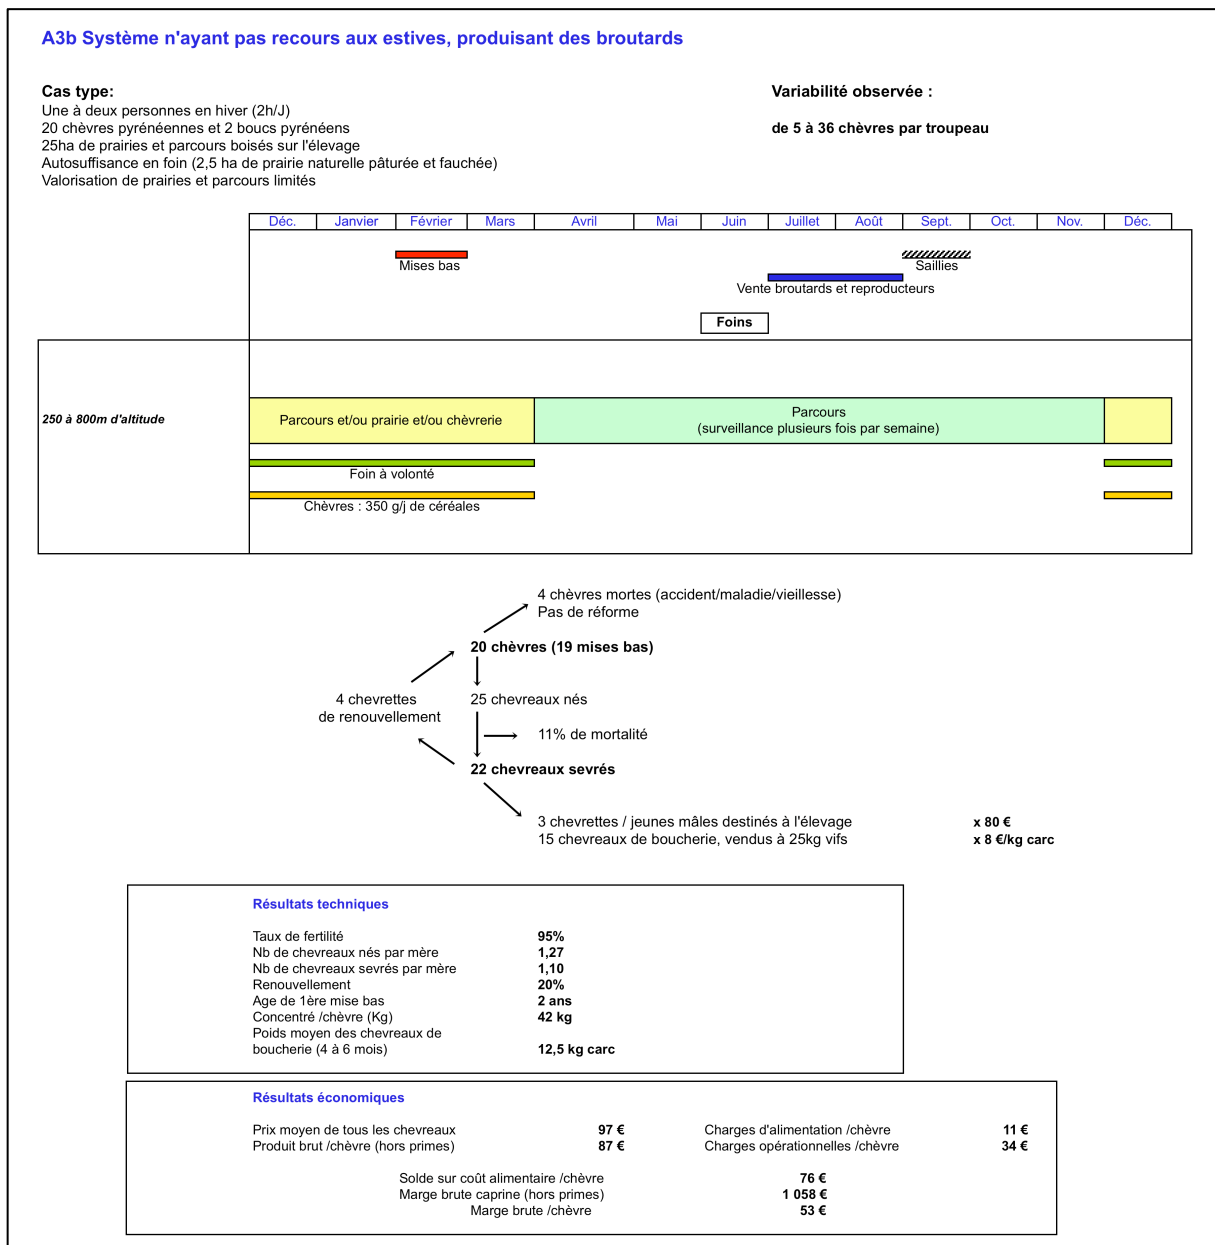 A3b Système n'ayant pas recours aux estives, produisant des broutards
Cas type:
Une à deux personnes en hiver (2h/J)
20 chèvres pyrénéennes et 2 boucs pyrénéens
25ha de prairies et parcours boisés sur l'élevage
Autosuffisance en foin (2,5 ha de prairie naturelle pâturée et fauchée)
Valorisation de prairies et parcours limités
Variabilité observée :
de 5 à 36 chèvres par troupeau
Déc. Janvier Février Mars Avril Mai Juin Juillet Août Sept. Oct. Nov. Déc.
Mises bas
Saillies
Vente broutards et reproducteurs
Foins
250 à 800m d'altitude
Parcours et/ou prairie et/ou chèvrerie
Parcours
(surveillance plusieurs fois par semaine)
Foin à volonté
Chèvres : 350 g/j de céréales
4 chèvres mortes (accident/maladie/vieillesse)
Pas de réforme
20 chèvres (19 mises bas)
4 chevrettes
de renouvellement
25 chevreaux nés
11% de mortalité
22 chevreaux sevrés
3 chevrettes / jeunes mâles destinés à l'élevage x 80 €
15 chevreaux de boucherie, vendus à 25kg vifs x 8 €/kg carc
Résultats techniques
Taux de fertilité 95%
Nb de chevreaux nés par mère 1,27
Nb de chevreaux sevrés par mère 1,10
Renouvellement 20%
Age de 1ère mise bas 2 ans
Concentré /chèvre (Kg) 42 kg
Poids moyen des chevreaux de
boucherie (4 à 6 mois) 12,5 kg carc
Résultats économiques
Prix moyen de tous les chevreaux 97 € Charges d'alimentation /chèvre 11 €
Produit brut /chèvre (hors primes) 87 € Charges opérationnelles /chèvre 34 €
Solde sur coût alimentaire /chèvre 76 €
Marge brute caprine (hors primes) 1 058 €
Marge brute /chèvre 53 €